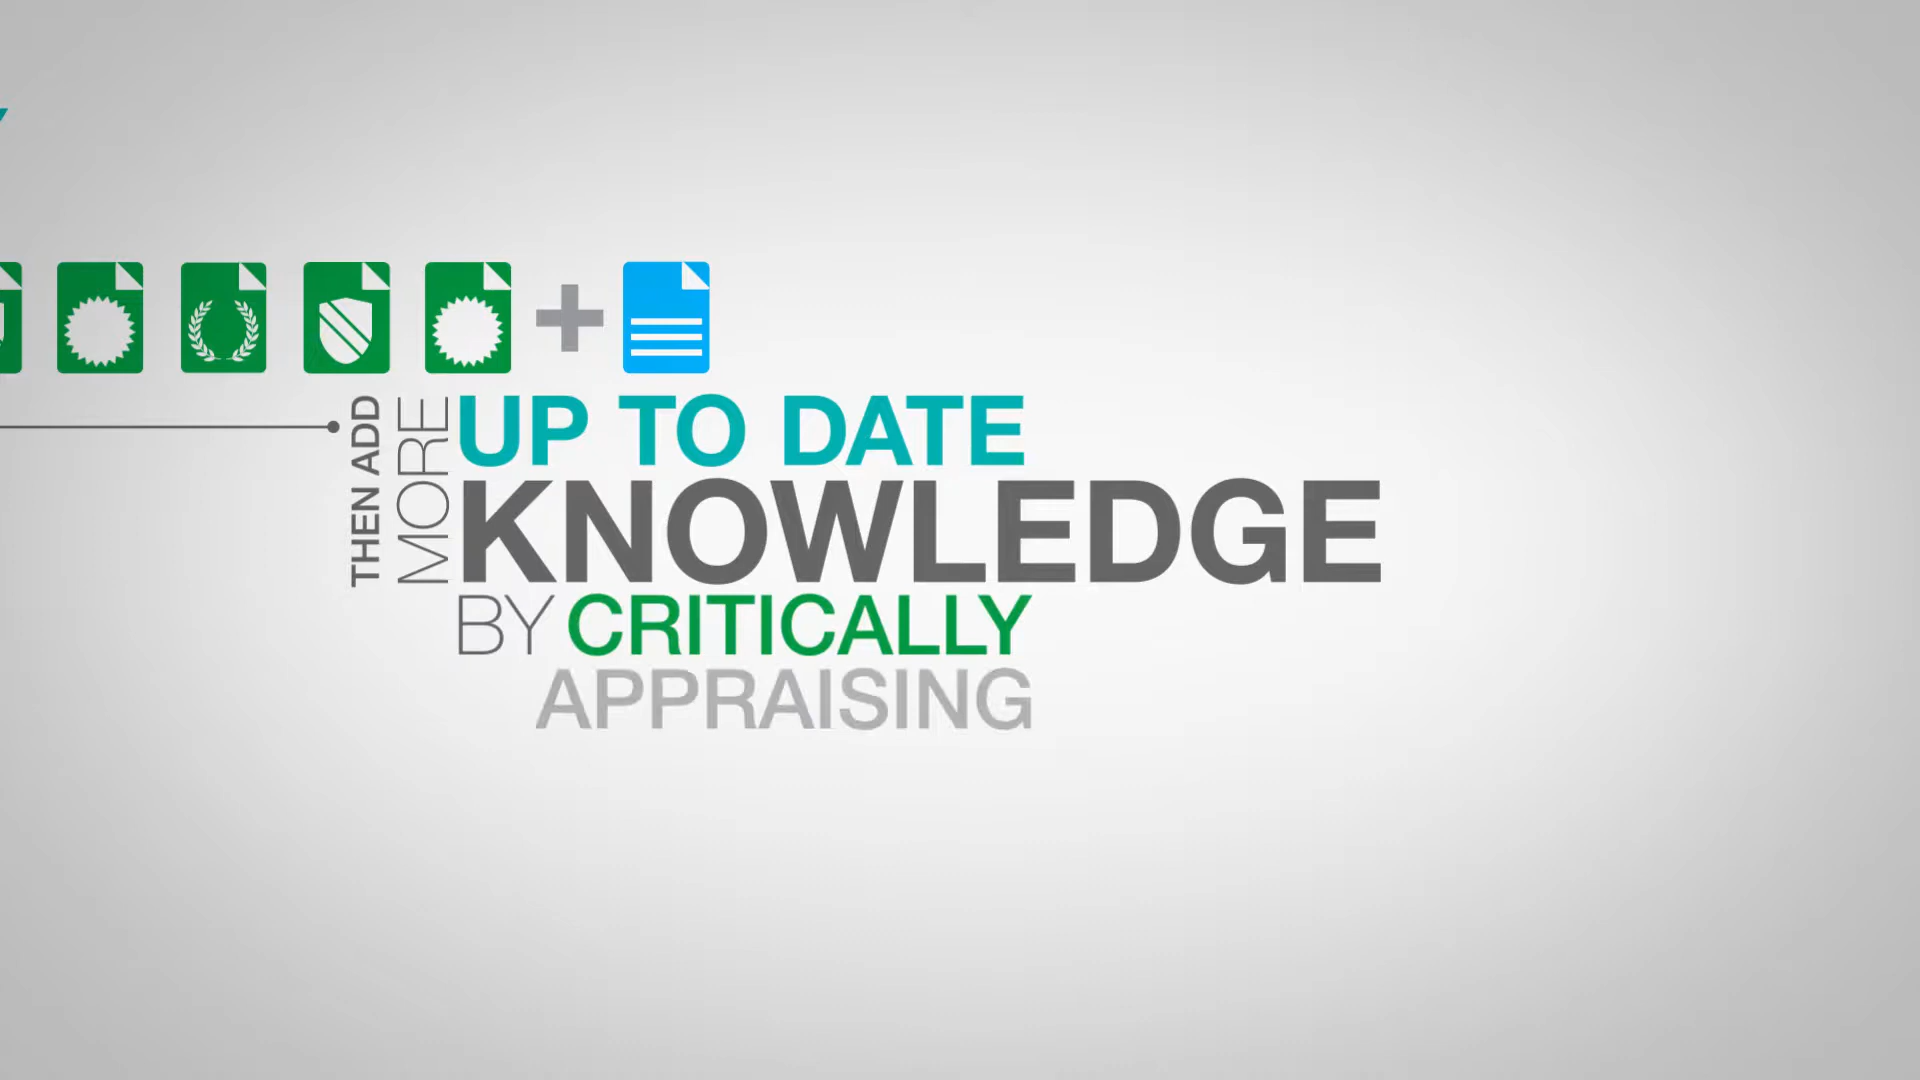 THEN ADD
MORE
UP TO DATE
KNOWLEDGE
BY CRITICALLY
APPRAISING